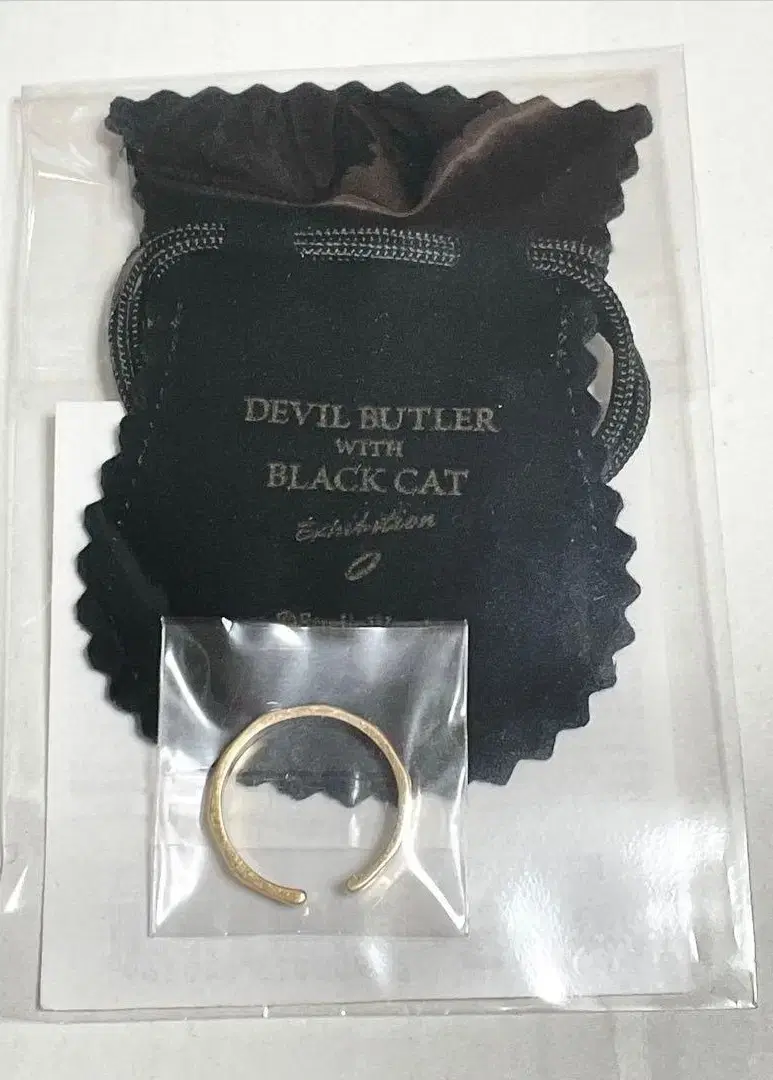 DEVIL BUTLER
WITH
BLACK CAT
Exhibition